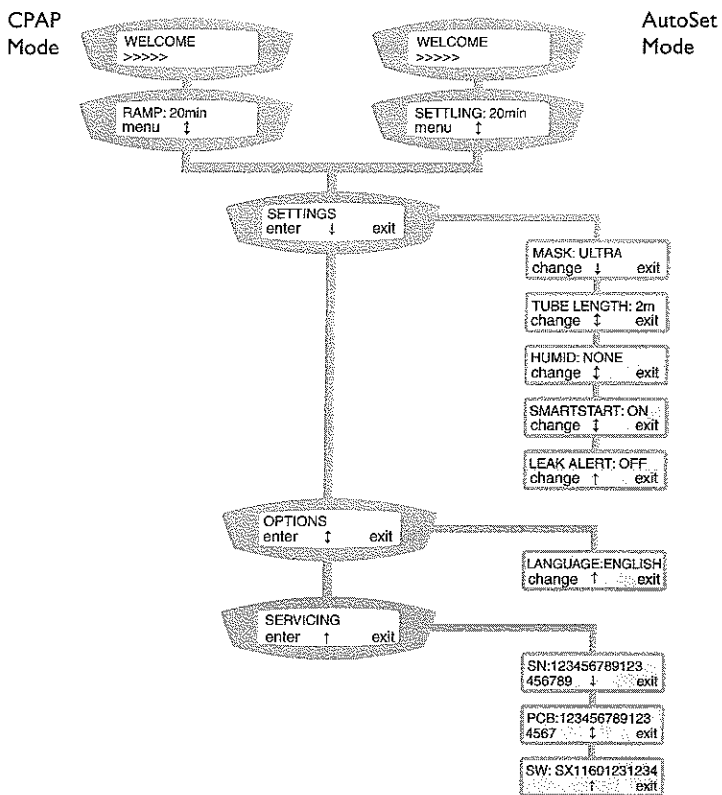 CPAP
Mode
AutoSet
Mode
WELCOME
>>>>>
WELCOME
>>>>>
RAMP: 20min
menu ↕
SETTLING: 20min
menu ↕
SETTINGS
enter ↓ exit
MASK: ULTRA
change ↓ exit
TUBE LENGTH: 2m
change ↕ exit
HUMID: NONE
change ↕ exit
SMARTSTART: ON
change ↕ exit
LEAK ALERT: OFF
change ↑ exit
OPTIONS
enter ↕ exit
LANGUAGE:ENGLISH
change ↑ exit
SERVICING
enter ↑ exit
SN:123456789123
456789 ↓ exit
PCB:123456789123
4567 ↕ exit
SW: SX11601231234
↑ exit